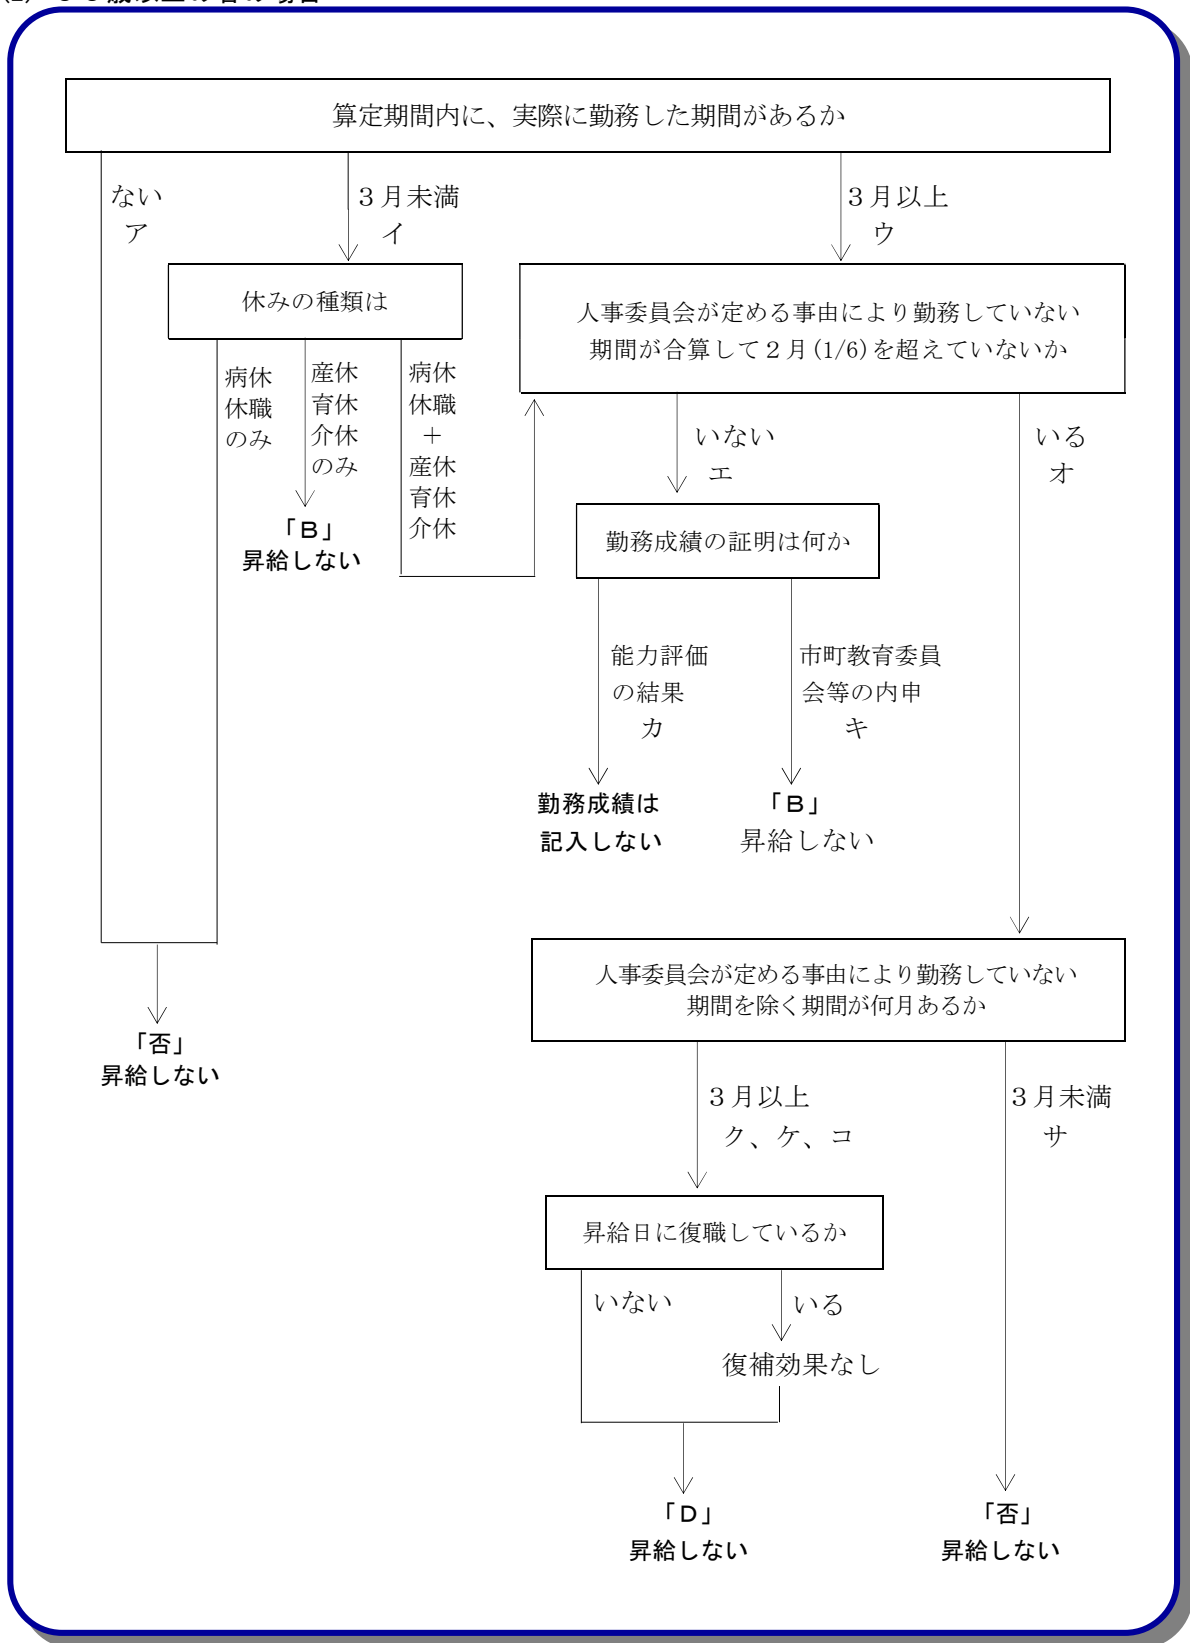 算定期間内に、実際に勤務した期間があるか
ない
ア
３月未満
イ
３月以上
ウ
休みの種類は
人事委員会が定める事由により勤務していない
期間が合算して２月(1/6)を超えていないか
病休
休職
のみ
産休
育休
介休
のみ
病休
休職
＋
産休
育休
介休
「Ｂ」
昇給しない
いない
エ
いる
オ
勤務成績の証明は何か
能力評価
の結果
カ
市町教育委員
会等の内申
キ
勤務成績は
記入しない
「Ｂ」
昇給しない
人事委員会が定める事由により勤務していない
期間を除く期間が何月あるか
「否」
昇給しない
３月以上
ク、ケ、コ
３月未満
サ
昇給日に復職しているか
いない
いる
復補効果なし
「Ｄ」
昇給しない
「否」
昇給しない